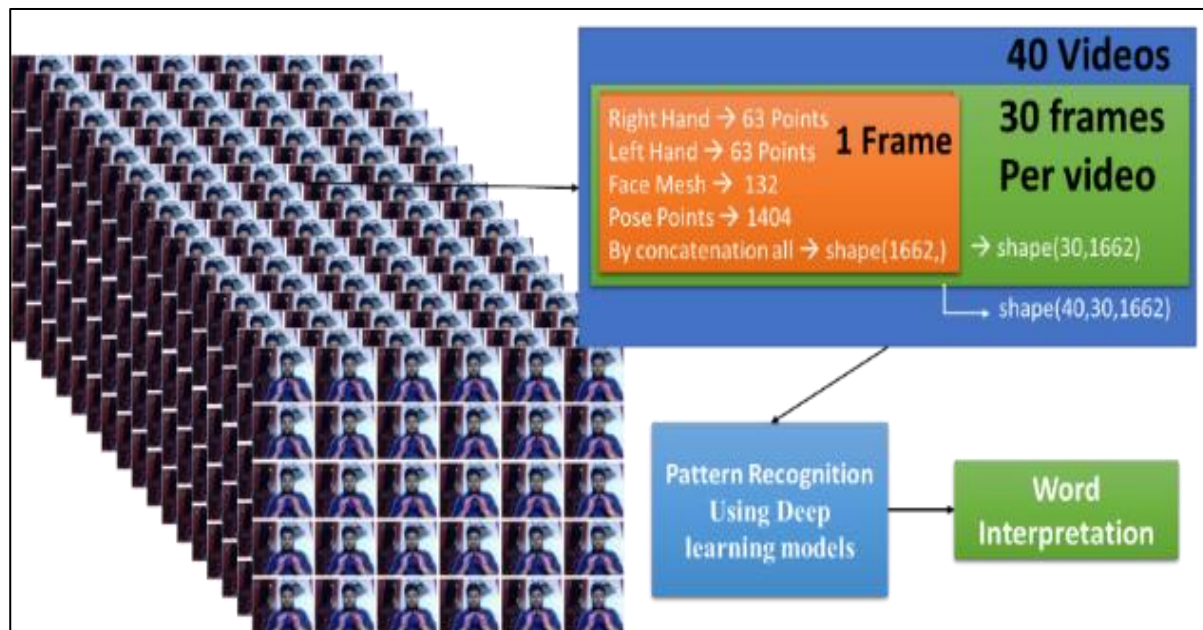 40 Videos
30 frames
Per video
1 Frame
Right Hand → 63 Points
Left Hand → 63 Points
Face Mesh → 132
Pose Points → 1404
By concatenation all → shape(1662,)
→ shape(30,1662)
shape(40,30,1662)
Pattern Recognition
Using Deep
learning models
Word
Interpretation